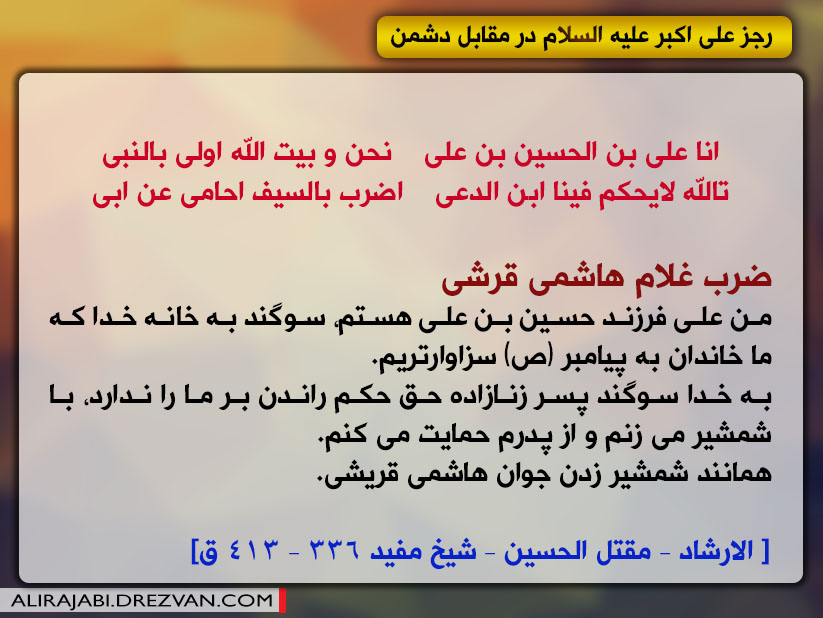 رجز علی اکبر علیه السلام در مقابل دشمن
انا علی بن الحسین بن علی    نحن و بیت الله اولی بالنبی
تالله لایحکم فینا ابن الدعی    اضرب بالسیف احامی عن ابی
ضرب غلام هاشمی قرشی
من علی فرزند حسین بن علی هستم، سوگند به خانه خدا که
ما خاندان به پیامبر (ص) سزاوارتریم.
به خدا سوگند پسر زنازاده حق حکم راندن بر ما را ندارد، با
شمشیر می زنم و از پدرم حمایت می کنم.
همانند شمشیر زدن جوان هاشمی قریشی.
[ الارشاد - مقتل الحسین - شیخ مفید ٣٣٦ - ٤١٣ ق]
ALIRAJABI.DREZVAN.COM